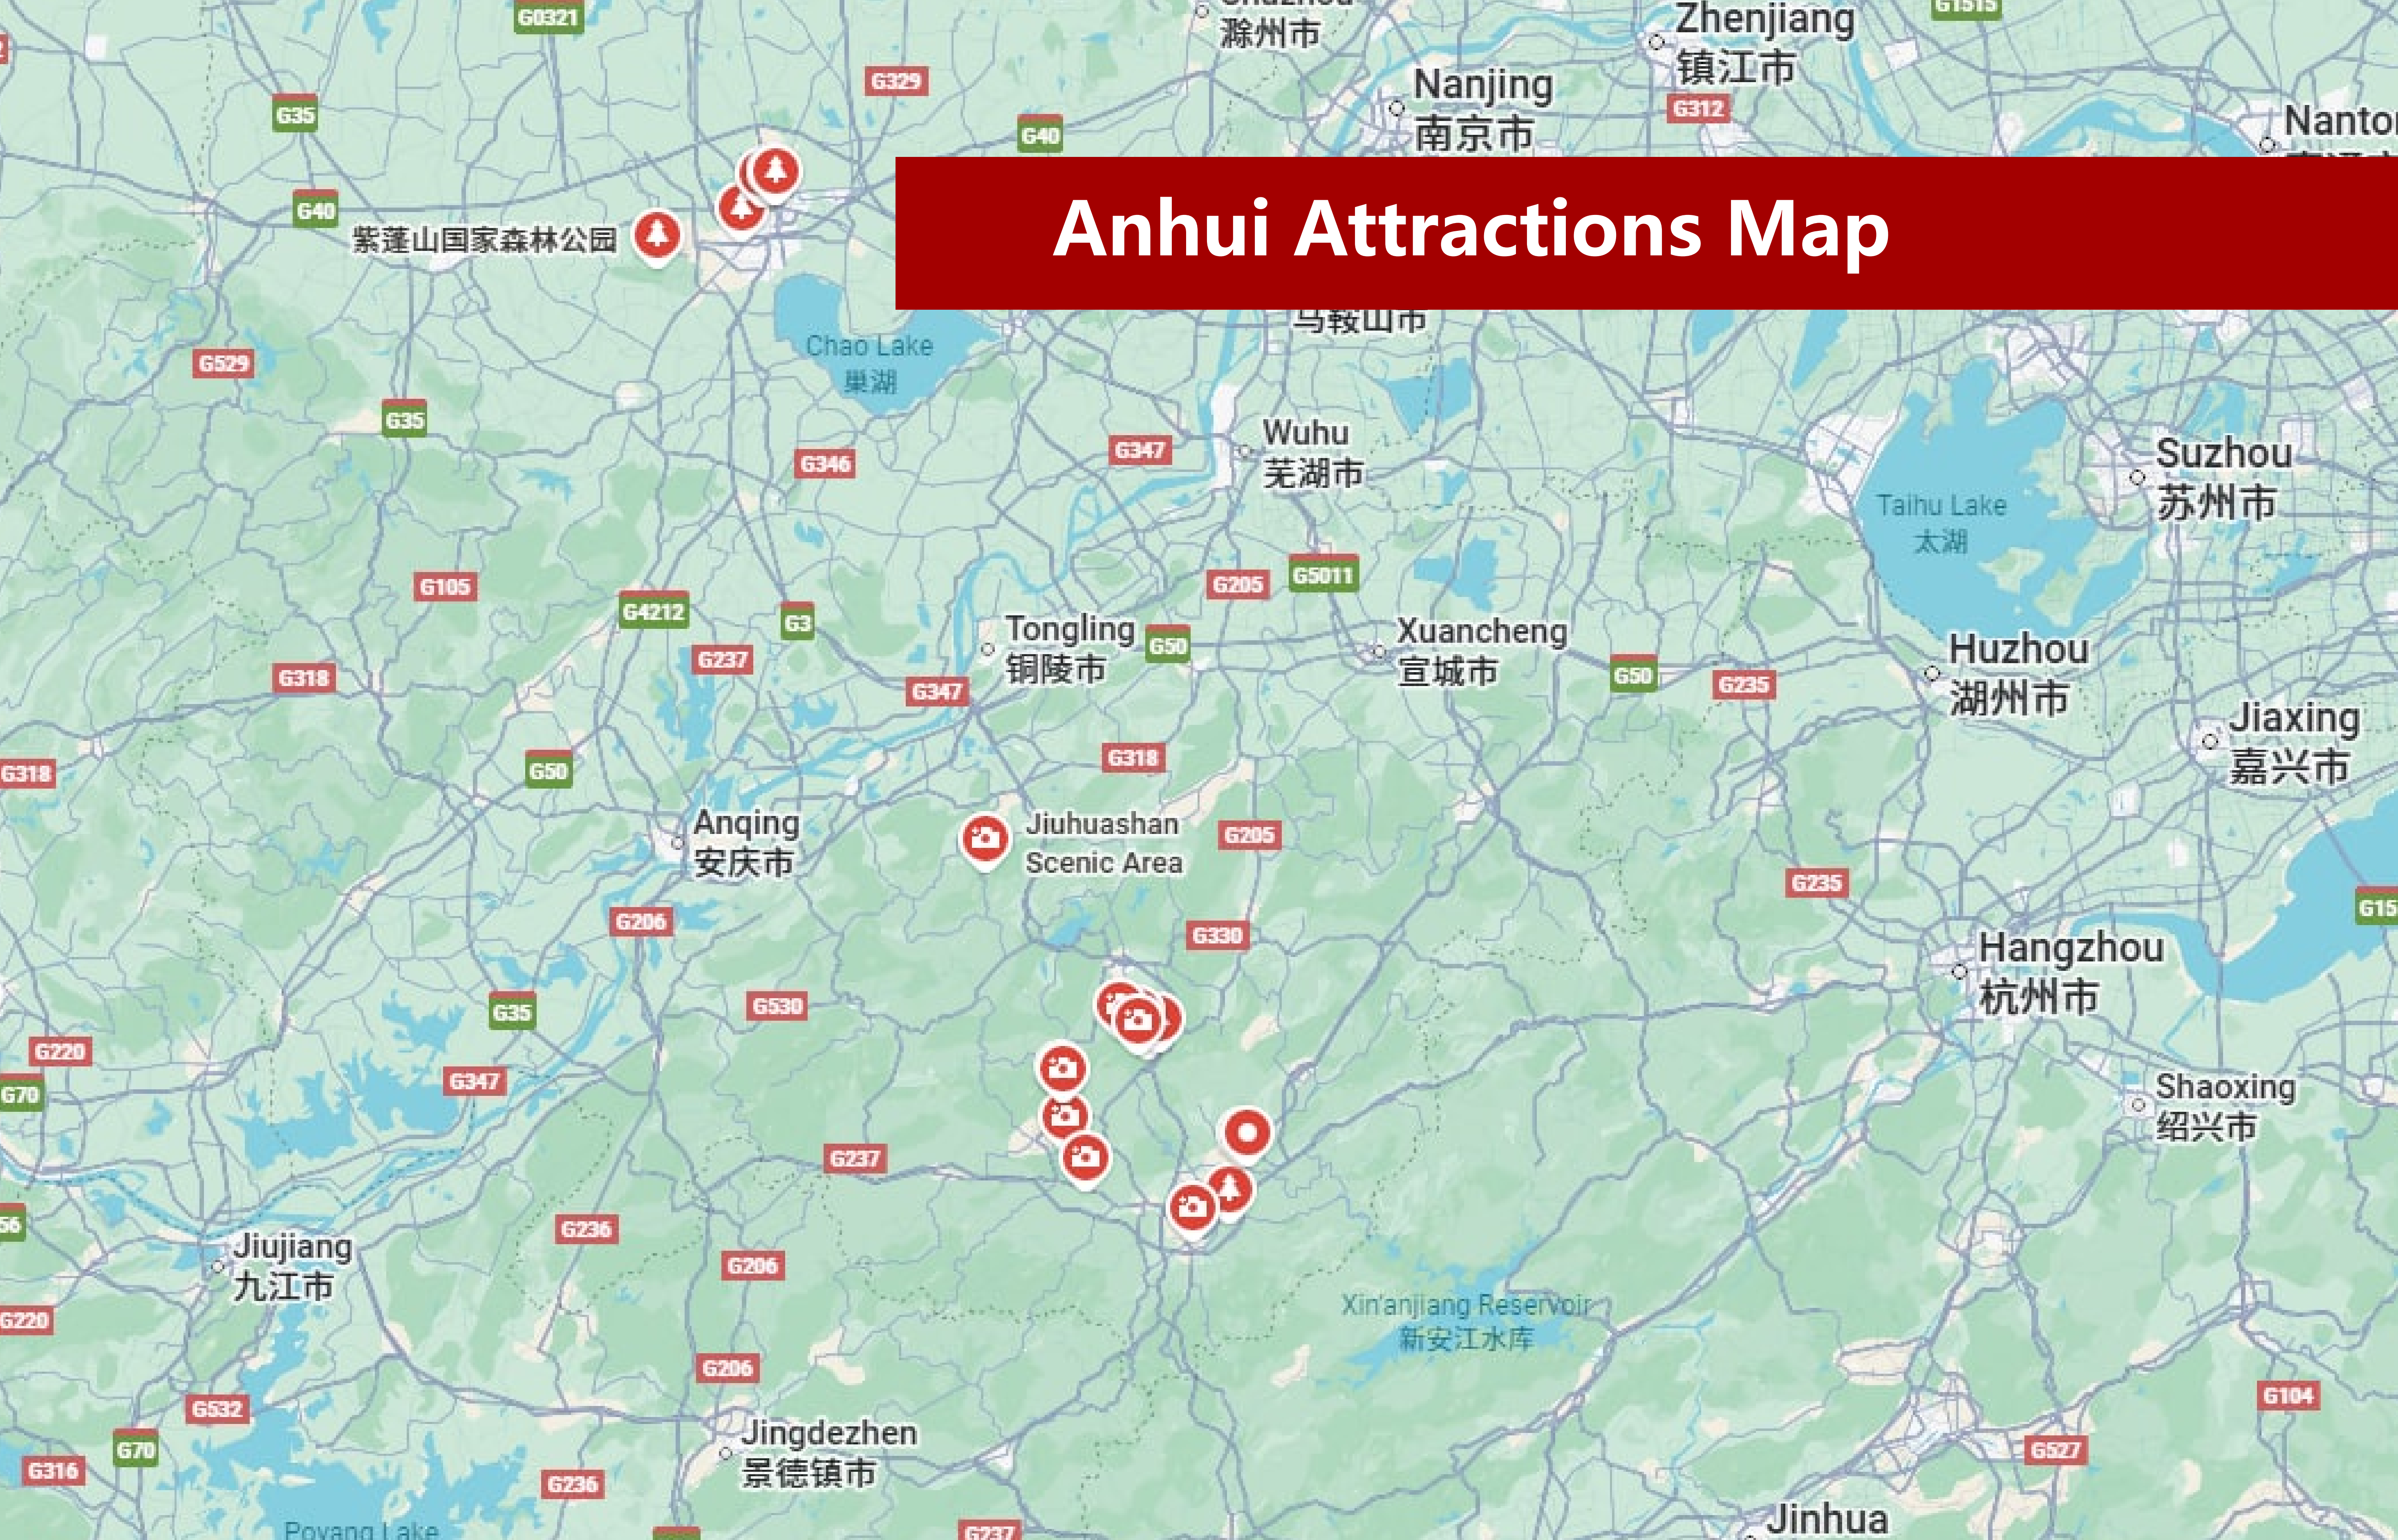 G0321
滁州市
Zhenjiang
镇江市
G1515
G329
Nanjing
南京市
G312
G35
G40
G40
紫蓬山国家森林公园
Anhui Attractions Map
马鞍山市
Chao Lake
巢湖
G529
G35
G346
G347
Wuhu
芜湖市
Suzhou
苏州市
Taihu Lake
太湖
G105
G4212
G3
G205
G5011
Tongling
铜陵市
G50
Xuancheng
宣城市
G237
G318
G347
G50
G235
Huzhou
湖州市
Jiaxing
嘉兴市
G318
G50
G318
Anqing
安庆市
Jiuhuashan
Scenic Area
G205
G235
G15
G206
G330
Hangzhou
杭州市
G530
G35
G220
G70
G347
Shaoxing
绍兴市
G237
56
Jiujiang
九江市
G236
G206
Xin'anjiang Reservoir
新安江水库
G220
G206
G532
G70
G316
Jingdezhen
景德镇市
G236
G104
G527
Poyang Lake
G237
Jinhua